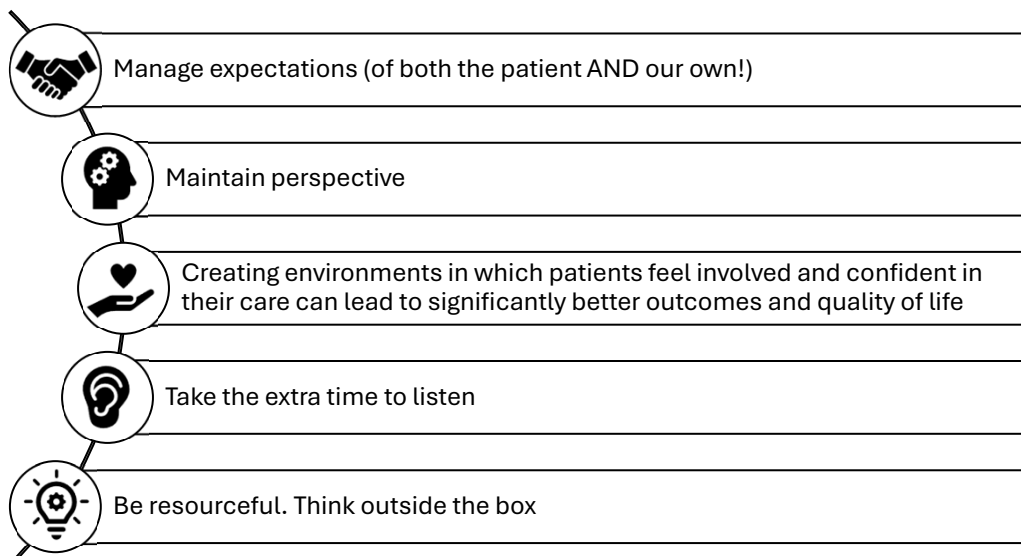 Manage expectations (of both the patient AND our own!)
Maintain perspective
Creating environments in which patients feel involved and confident in
their care can lead to significantly better outcomes and quality of life
Take the extra time to listen
Be resourceful. Think outside the box